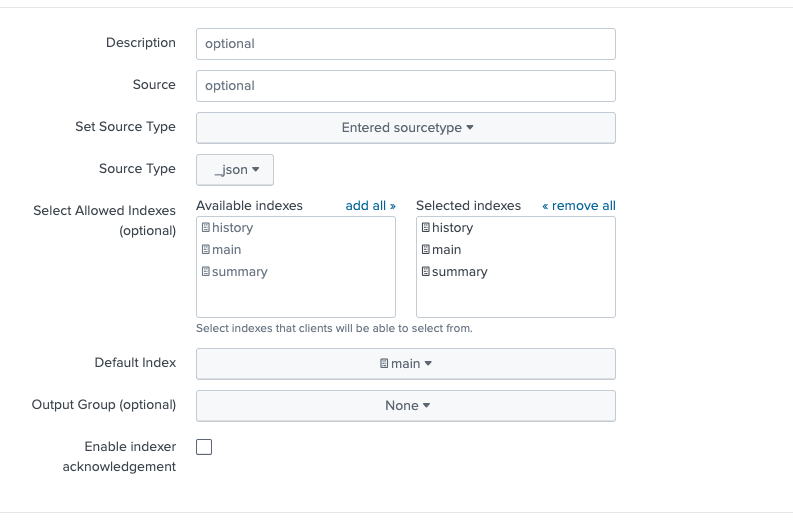 Description
optional
Source
optional
Set Source Type
Entered sourcetype
Source Type
_json
Select Allowed Indexes
(optional)
Available indexes
add all »
history
main
summary
Selected indexes
« remove all
history
main
summary
Select indexes that clients will be able to select from.
Default Index
main
Output Group (optional)
None
Enable indexer
acknowledgement